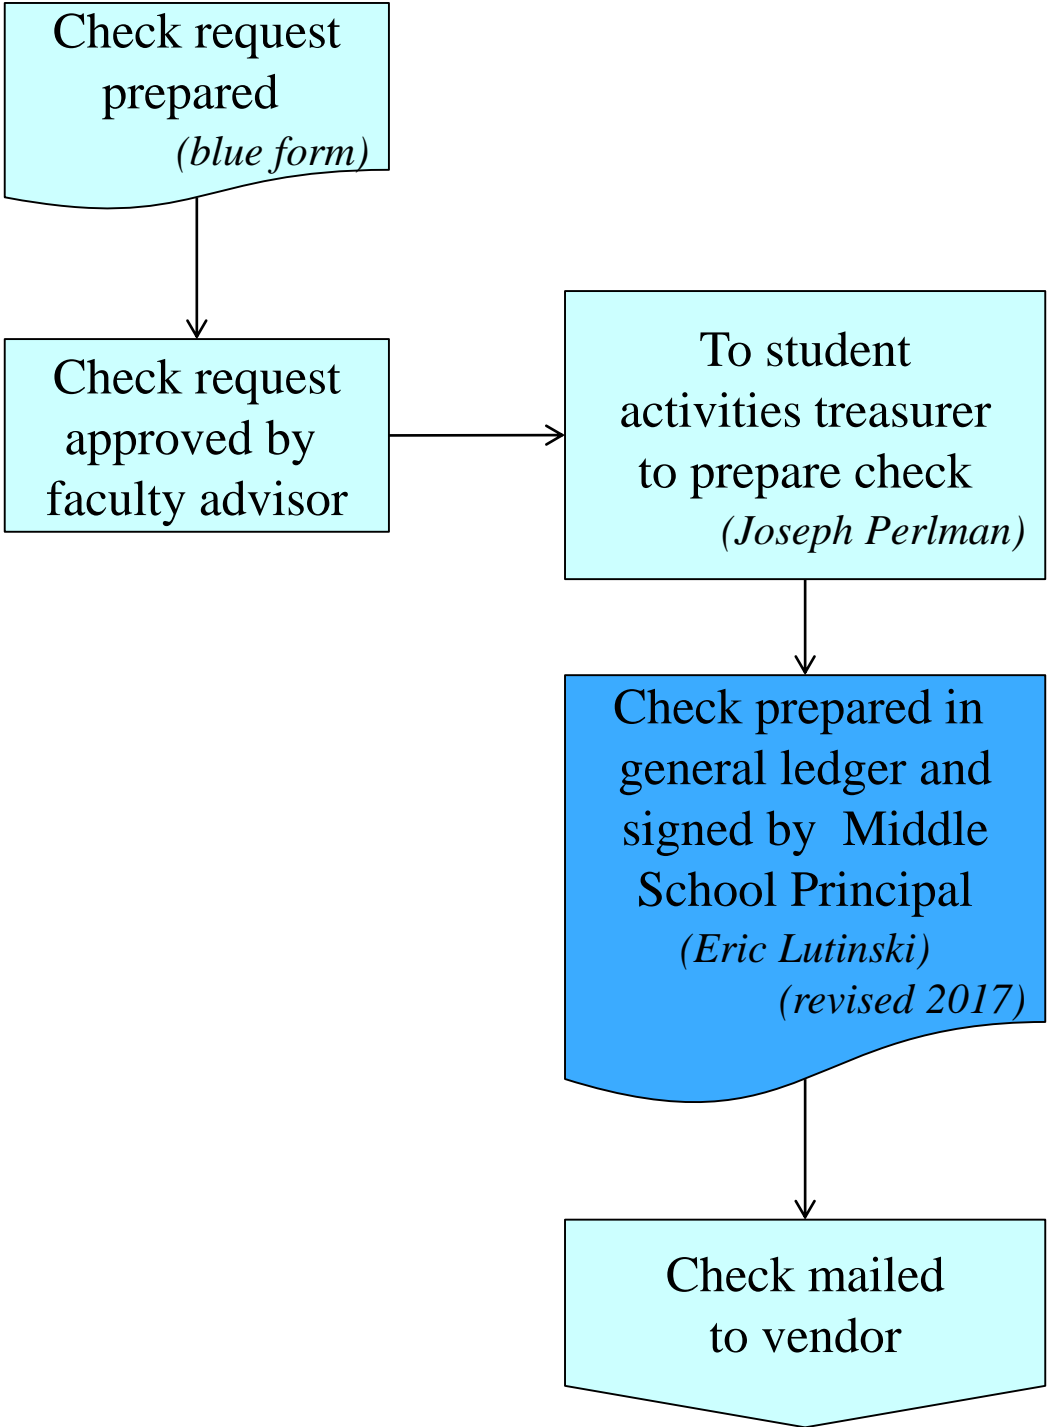 Check request
prepared
(blue form)
Check request
approved by
faculty advisor
To student
activities treasurer
to prepare check
(Joseph Perlman)
Check prepared in
general ledger and
signed by  Middle
School Principal
(Eric Lutinski)
(revised 2017)
Check mailed
to vendor